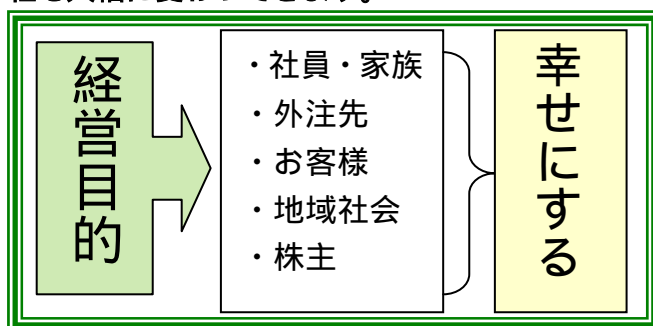 経営目的
・社員・家族
・外注先
・お客様
・地域社会
・株主
幸せにする